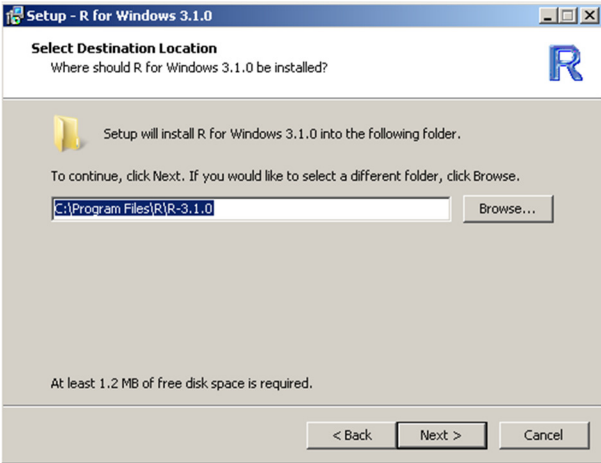 Setup - R for Windows 3.1.0
Select Destination Location
Where should R for Windows 3.1.0 be installed?
R
Setup will install R for Windows 3.1.0 into the following folder.
To continue, click Next. If you would like to select a different folder, click Browse.
C:\Program Files\R\R-3.1.0
Browse...
At least 1.2 MB of free disk space is required.
< Back Next > Cancel